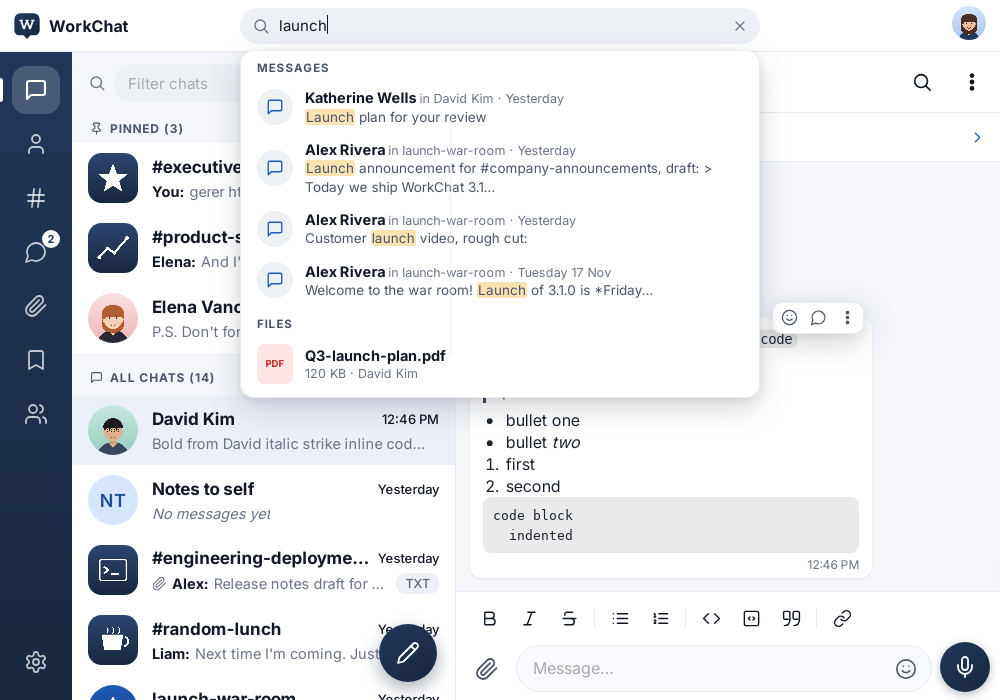 W WorkChat
launch
MESSAGES
Katherine Wells in David Kim · Yesterday
Launch plan for your review
Alex Rivera in launch-war-room · Yesterday
Launch announcement for #company-announcements, draft: >
Today we ship WorkChat 3.1...
Alex Rivera in launch-war-room · Yesterday
Customer launch video, rough cut:
Alex Rivera in launch-war-room · Tuesday 17 Nov
Welcome to the war room! Launch of 3.1.0 is *Friday...
FILES
PDF
Q3-launch-plan.pdf
120 KB · David Kim
2
Filter chats
PINNED (3)
#executive
You: gerer ht
#product-s
Elena: And I'
Elena Vanc
P.S. Don't for
ALL CHATS (14)
David Kim 12:46 PM
Bold from David italic strike inline cod...
NT
Notes to self Yesterday
No messages yet
#engineering-deployme... Yesterday
Alex: Release notes draft for ... TXT
#random-lunch
Liam: Next time I'm coming. Just
launch-war-room Yesterday
code
• bullet one
• bullet two
1. first
2. second
code block
  indented
12:46 PM
B I S
Message...